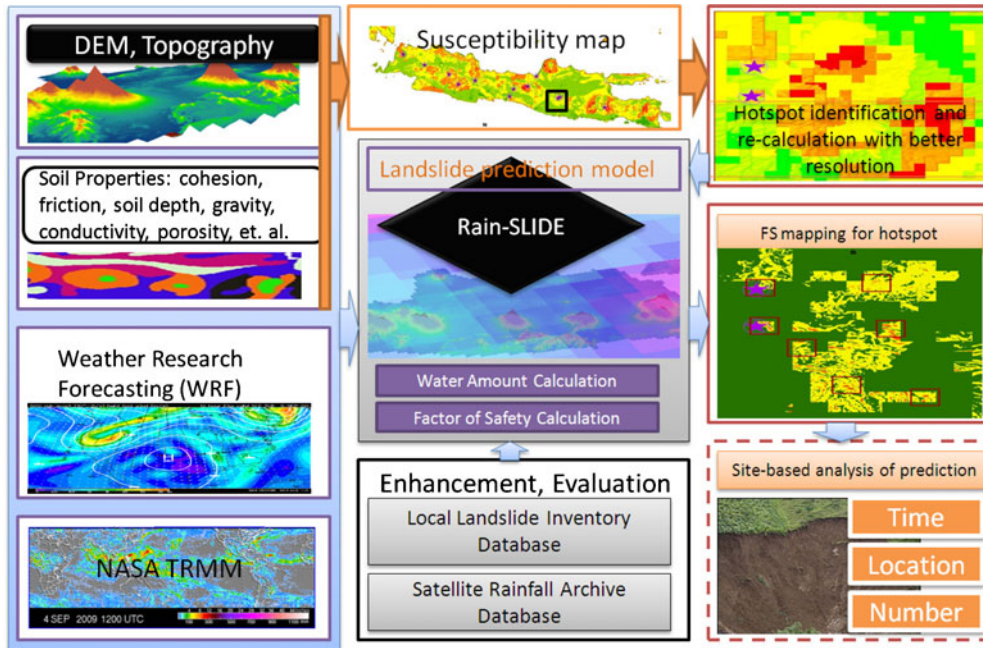 DEM, Topography
Soil Properties: cohesion,
friction, soil depth, gravity,
conductivity, porosity, et. al.
Weather Research
Forecasting (WRF)
NASA TRMM
4 SEP 2009 1200 UTC
Susceptibility map
Landslide prediction model
Rain-SLIDE
Water Amount Calculation
Factor of Safety Calculation
Enhancement, Evaluation
Local Landslide Inventory
Database
Satellite Rainfall Archive
Database
Hotspot identification and
re-calculation with better
resolution
FS mapping for hotspot
Site-based analysis of prediction
Time
Location
Number